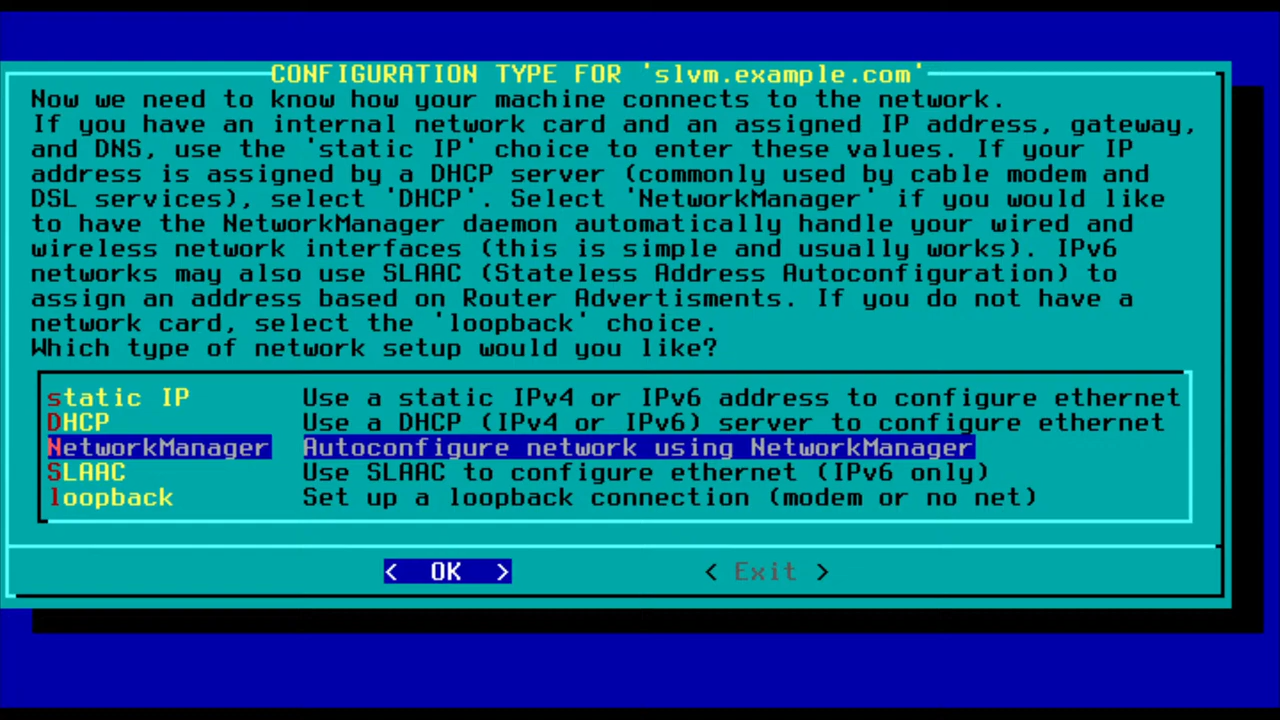 CONFIGURATION TYPE FOR 'slvm.example.com'
Now we need to know how your machine connects to the network.
If you have an internal network card and an assigned IP address, gateway,
and DNS, use the 'static IP' choice to enter these values. If your IP
address is assigned by a DHCP server (commonly used by cable modem and
DSL services), select 'DHCP'. Select 'NetworkManager' if you would like
to have the NetworkManager daemon automatically handle your wired and
wireless network interfaces (this is simple and usually works). IPv6
networks may also use SLAAC (Stateless Address Autoconfiguration) to
assign an address based on Router Advertisments. If you do not have a
network card, select the 'loopback' choice.
Which type of network setup would you like?
static IP Use a static IPv4 or IPv6 address to configure ethernet
DHCP Use a DHCP (IPv4 or IPv6) server to configure ethernet
NetworkManager Autoconfigure network using NetworkManager
SLAAC Use SLAAC to configure ethernet (IPv6 only)
loopback Set up a loopback connection (modem or no net)
< OK > < Exit >